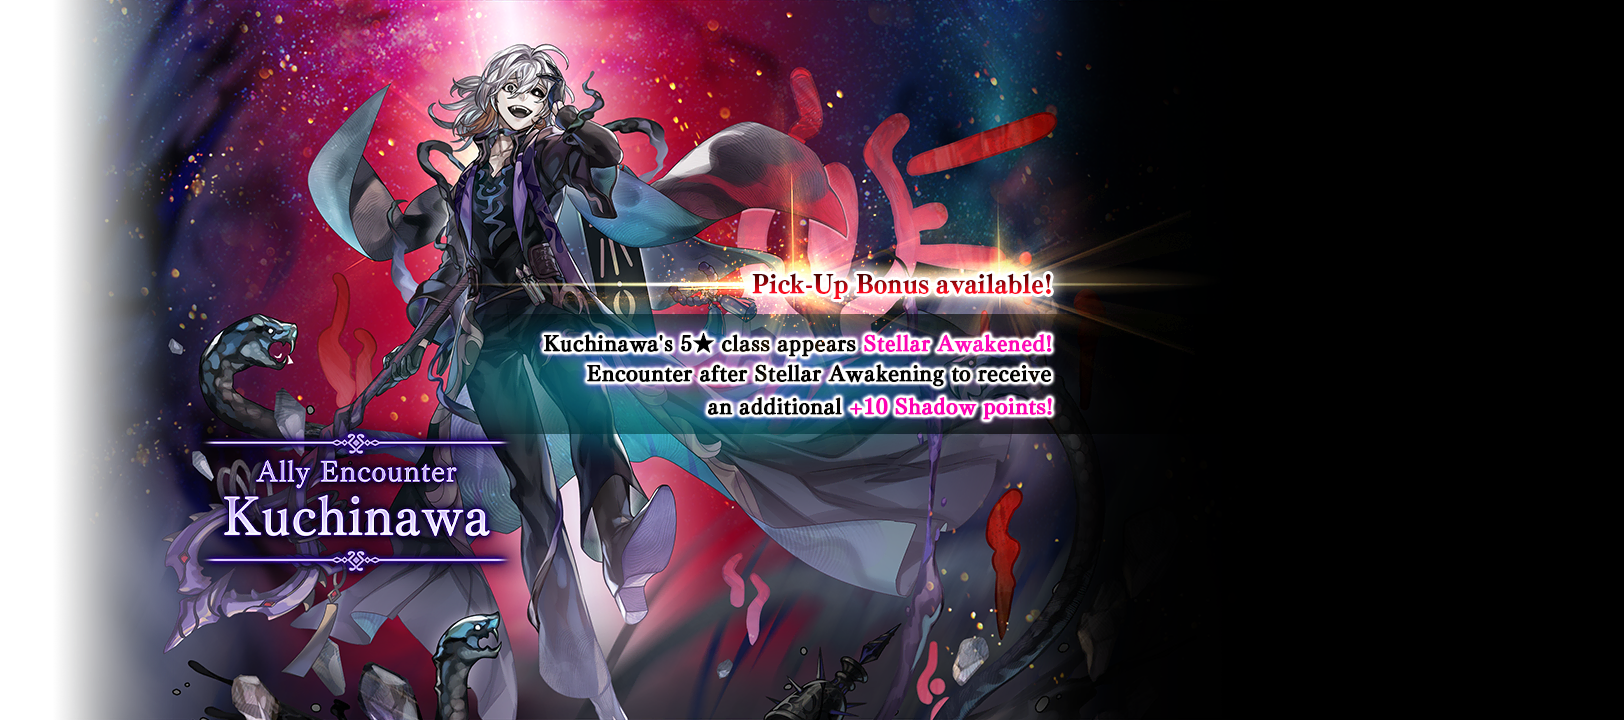 Pick-Up Bonus available!
Kuchinawa's 5★ class appears Stellar Awakened!
Encounter after Stellar Awakening to receive
an additional +10 Shadow points!
Ally Encounter
Kuchinawa